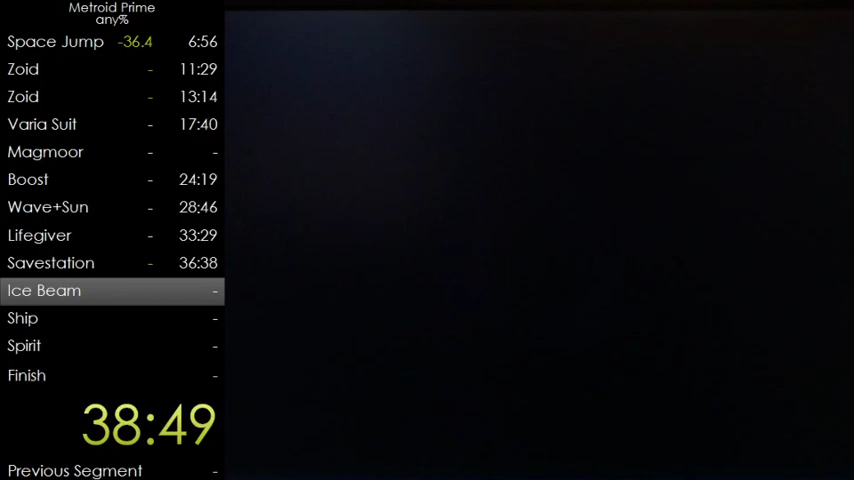 Metroid Prime
any%
Space Jump -36.4 6:56
Zoid - 11:29
Zoid - 13:14
Varia Suit - 17:40
Magmoor - -
Boost - 24:19
Wave+Sun - 28:46
Lifegiver - 33:29
Savestation - 36:38
Ice Beam -
Ship -
Spirit -
Finish -
38:49
Previous Segment -